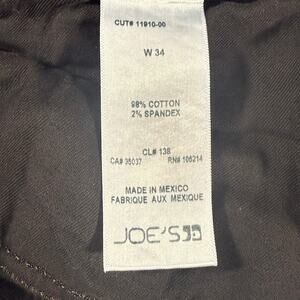 CUT# 11910-00
W 34
98% COTTON
2% SPANDEX
CL# 138
CA# 35037 RN# 106214
MADE IN MEXICO
FABRIQUE AUX MEXIQUE
JOE'S